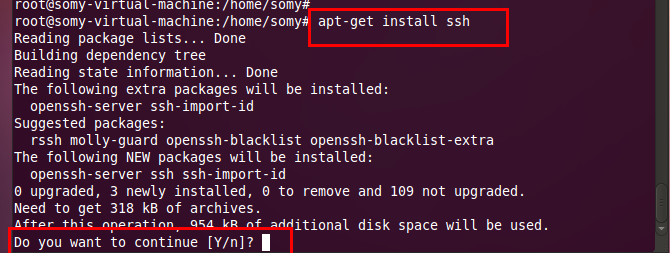 root@somy-virtual-machine:/home/somy#
root@somy-virtual-machine:/home/somy# apt-get install ssh
Reading package lists... Done
Building dependency tree
Reading state information... Done
The following extra packages will be installed:
  openssh-server ssh-import-id
Suggested packages:
  rssh molly-guard openssh-blacklist openssh-blacklist-extra
The following NEW packages will be installed:
  openssh-server ssh ssh-import-id
0 upgraded, 3 newly installed, 0 to remove and 109 not upgraded.
Need to get 318 kB of archives.
After this operation, 954 kB of additional disk space will be used.
Do you want to continue [Y/n]?